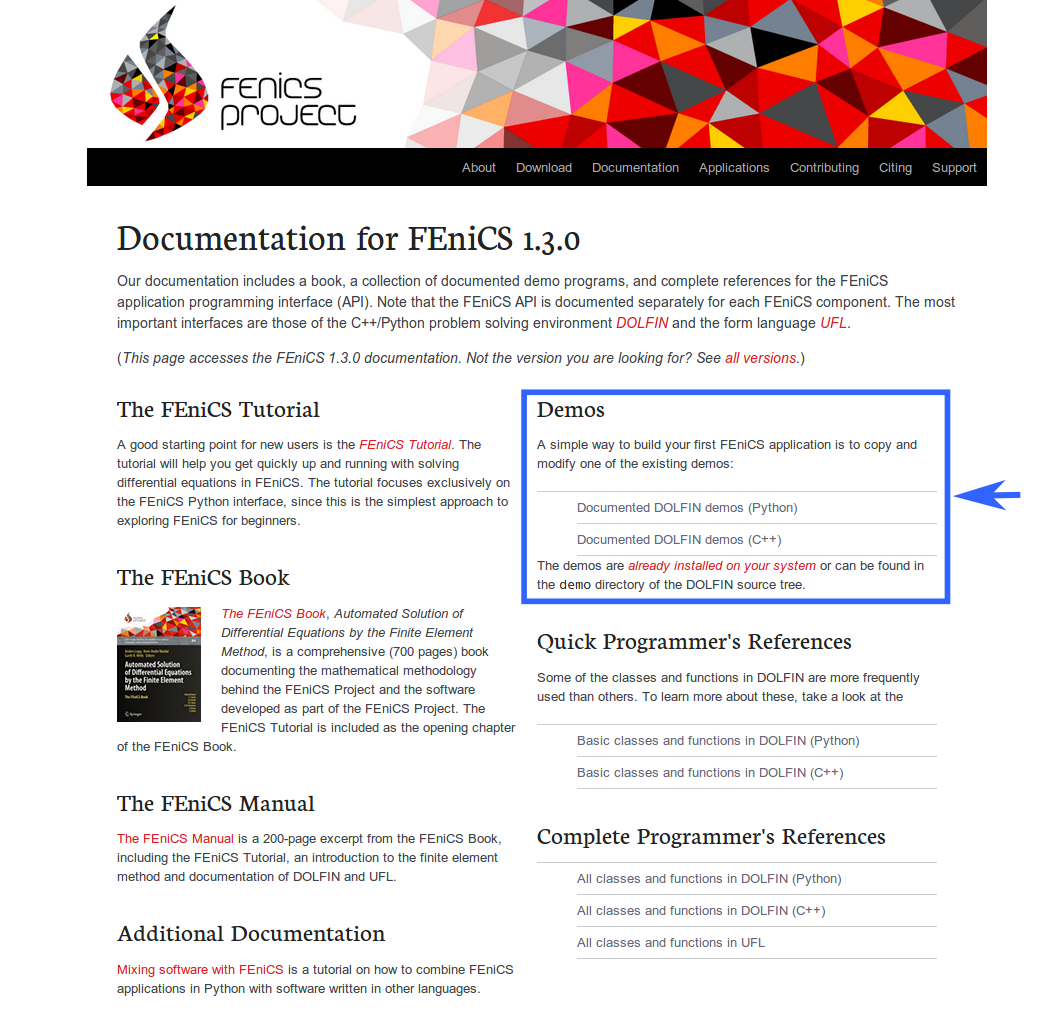 FENICS
PROJECT
About Download Documentation Applications Contributing Citing Support
Documentation for FEniCS 1.3.0
Our documentation includes a book, a collection of documented demo programs, and complete references for the FEniCS
application programming interface (API). Note that the FEniCS API is documented separately for each FEniCS component. The most
important interfaces are those of the C++/Python problem solving environment DOLFIN and the form language UFL.
(This page accesses the FEniCS 1.3.0 documentation. Not the version you are looking for? See all versions.)
The FEniCS Tutorial
A good starting point for new users is the FEniCS Tutorial. The
tutorial will help you get quickly up and running with solving
differential equations in FEniCS. The tutorial focuses exclusively on
the FEniCS Python interface, since this is the simplest approach to
exploring FEniCS for beginners.
The FEniCS Book
Automated Solution
of Differential Equations
by the Finite Element
Method
The FEniCS Book
Springer
The FEniCS Book, Automated Solution of
Differential Equations by the Finite Element
Method, is a comprehensive (700 pages) book
documenting the mathematical methodology
behind the FEniCS Project and the software
developed as part of the FEniCS Project. The
FEniCS Tutorial is included as the opening chapter
of the FEniCS Book.
The FEniCS Manual
The FEniCS Manual is a 200-page excerpt from the FEniCS Book,
including the FEniCS Tutorial, an introduction to the finite element
method and documentation of DOLFIN and UFL.
Additional Documentation
Mixing software with FEniCS is a tutorial on how to combine FEniCS
applications in Python with software written in other languages.
Demos
A simple way to build your first FEniCS application is to copy and
modify one of the existing demos:
Documented DOLFIN demos (Python)
Documented DOLFIN demos (C++)
The demos are already installed on your system or can be found in
the demo directory of the DOLFIN source tree.
Quick Programmer's References
Some of the classes and functions in DOLFIN are more frequently
used than others. To learn more about these, take a look at the
Basic classes and functions in DOLFIN (Python)
Basic classes and functions in DOLFIN (C++)
Complete Programmer's References
All classes and functions in DOLFIN (Python)
All classes and functions in DOLFIN (C++)
All classes and functions in UFL